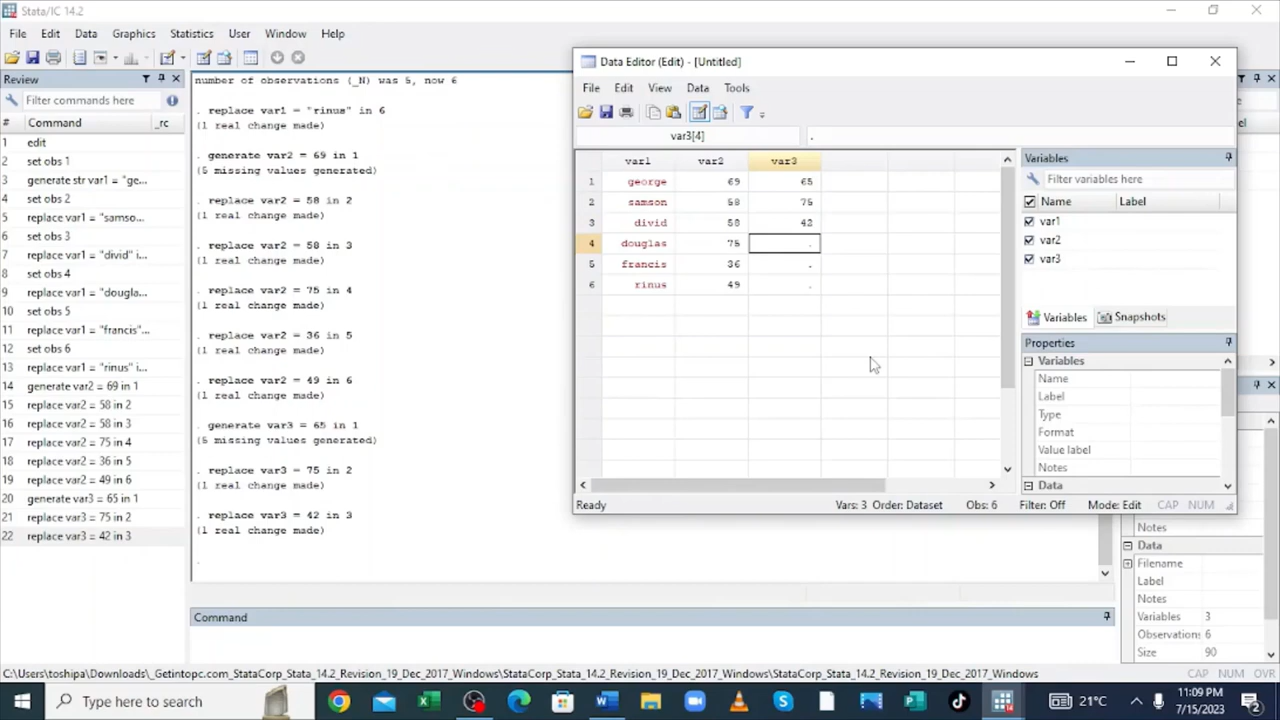 Stata/IC 14.2
File Edit Data Graphics Statistics User Window Help
Review
Filter commands here
# Command _rc
1 edit
2 set obs 1
3 generate str var1 = "ge...
4 set obs 2
5 replace var1 = "samso...
6 set obs 3
7 replace var1 = "divid" i...
8 set obs 4
9 replace var1 = "dougla...
10 set obs 5
11 replace var1 = "francis"...
12 set obs 6
13 replace var1 = "rinus" i...
14 generate var2 = 69 in 1
15 replace var2 = 58 in 2
16 replace var2 = 58 in 3
17 replace var2 = 75 in 4
18 replace var2 = 36 in 5
19 replace var2 = 49 in 6
20 generate var3 = 65 in 1
21 replace var3 = 75 in 2
22 replace var3 = 42 in 3
number of observations (_N) was 5, now 6
. replace var1 = "rinus" in 6
(1 real change made)
. generate var2 = 69 in 1
(5 missing values generated)
. replace var2 = 58 in 2
(1 real change made)
. replace var2 = 58 in 3
(1 real change made)
. replace var2 = 75 in 4
(1 real change made)
. replace var2 = 36 in 5
(1 real change made)
. replace var2 = 49 in 6
(1 real change made)
. generate var3 = 65 in 1
(5 missing values generated)
. replace var3 = 75 in 2
(1 real change made)
. replace var3 = 42 in 3
(1 real change made)
.
Command
Data Editor (Edit) - [Untitled]
File Edit View Data Tools
var3[4] .
var1 var2 var3
1 george 69 65
2 samson 58 75
3 divid 58 42
4 douglas 75 .
5 francis 36 .
6 rinus 49 .
Variables
Filter variables here
Name Label
var1
var2
var3
Variables Snapshots
Properties
Variables
Name
Label
Type
Format
Value label
Notes
Data
Ready Vars: 3 Order: Dataset Obs: 6 Filter: Off Mode: Edit CAP NUM
Notes
Data
Filename
Label
Notes
Variables 3
Observations 6
Size 90
C:\Users\toshipa\Downloads\_Getintopc.com_StataCorp_Stata_14.2_Revision_19_Dec_2017_Windows\StataCorp_Stata_14.2_Revision_19_Dec_2017_Windows CAP NUM OVR
Type here to search
21°C
11:09 PM
7/15/2023
2